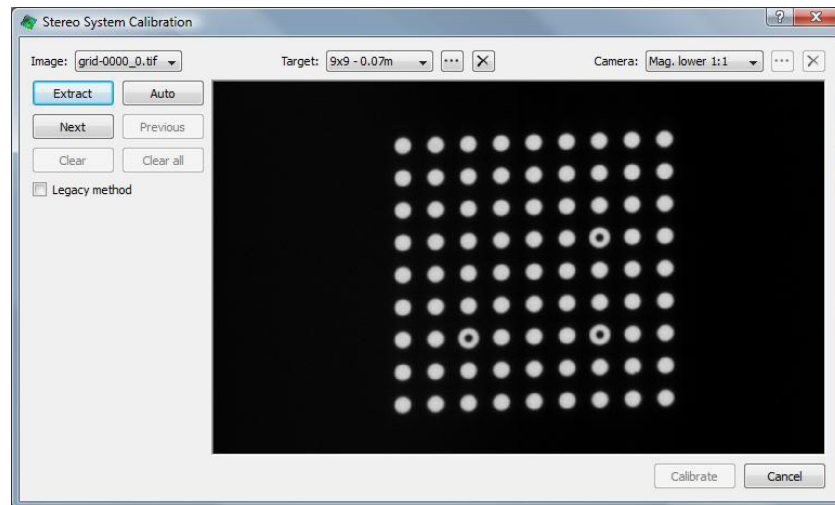 Stereo System Calibration
Image: grid-0000_0.tif Target: 9x9 - 0.07m ... Camera: Mag. lower 1:1 ...
Extract Auto
Next Previous
Clear Clear all
Legacy method
Calibrate Cancel